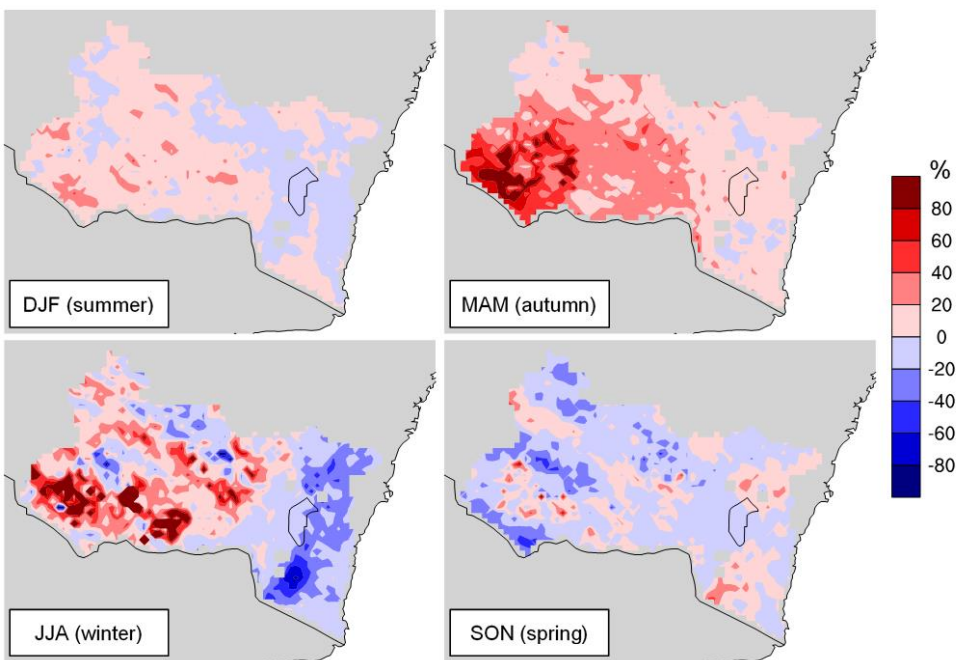 DJF (summer)
MAM (autumn)
%
80
60
40
20
0
-20
-40
-60
-80
JJA (winter)
SON (spring)